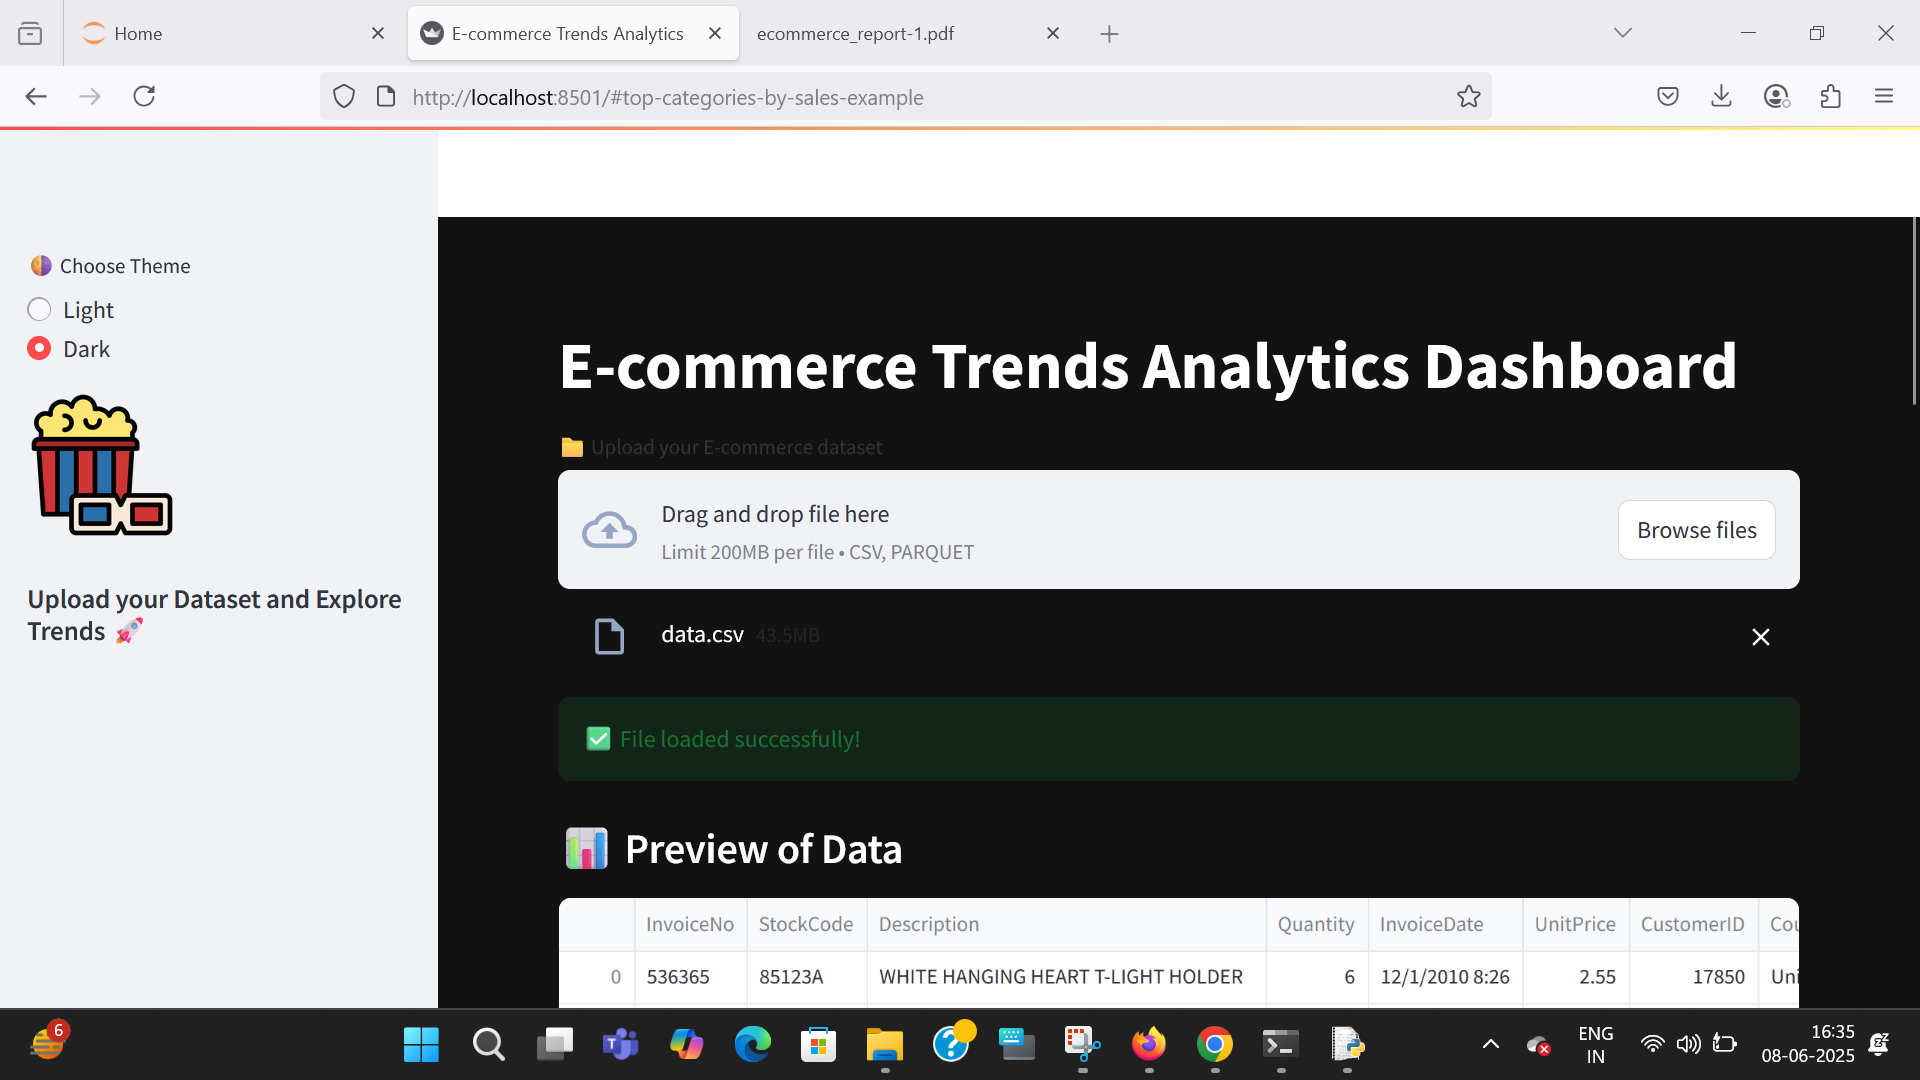 Home
E-commerce Trends Analytics
ecommerce_report-1.pdf
http://localhost:8501/#top-categories-by-sales-example
Choose Theme
Light
Dark
Upload your Dataset and Explore
Trends 🚀
E-commerce Trends Analytics Dashboard
Upload your E-commerce dataset
Drag and drop file here
Limit 200MB per file • CSV, PARQUET
Browse files
data.csv 43.5MB
✅ File loaded successfully!
📊 Preview of Data
InvoiceNo StockCode Description Quantity InvoiceDate UnitPrice CustomerID Cou
0 536365 85123A WHITE HANGING HEART T-LIGHT HOLDER 6 12/1/2010 8:26 2.55 17850 Uni
6
ENG
IN
16:35
08-06-2025